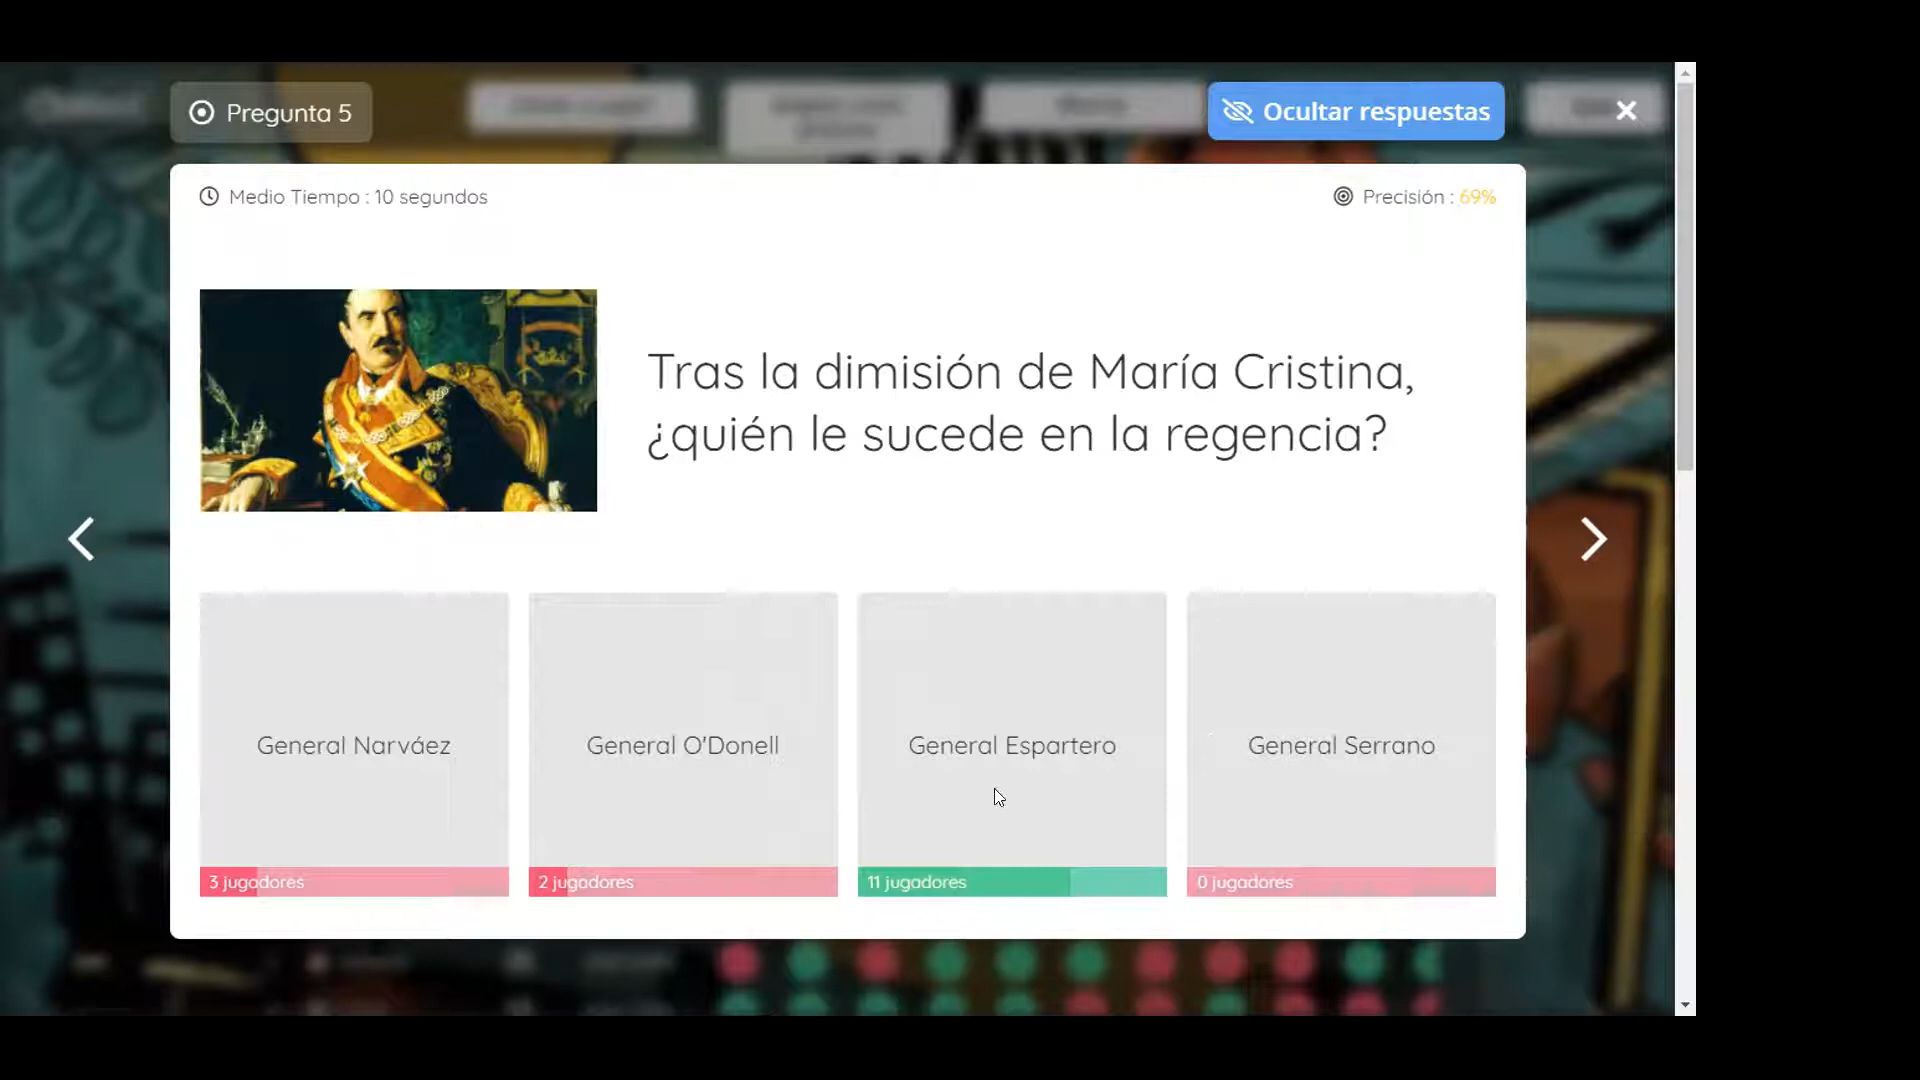 Pregunta 5
Ocultar respuestas
Medio Tiempo : 10 segundos
Precisión : 69%
Tras la dimisión de María Cristina,
¿quién le sucede en la regencia?
General Narváez
General O'Donell
General Espartero
General Serrano
3 jugadores
2 jugadores
11 jugadores
0 jugadores